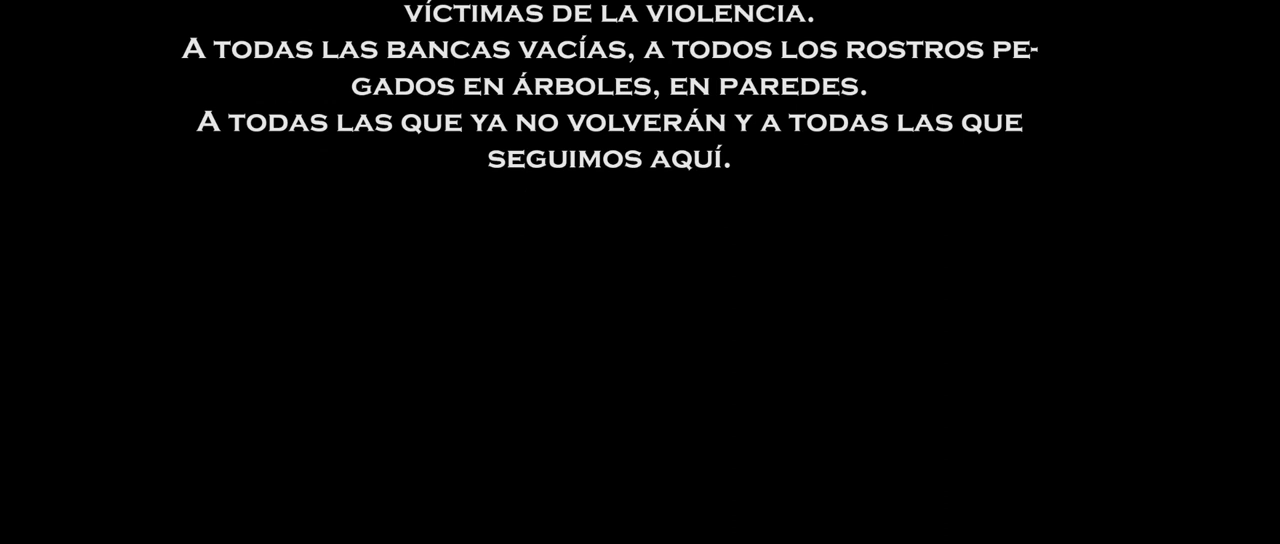 VÍCTIMAS DE LA VIOLENCIA.
A TODAS LAS BANCAS VACÍAS, A TODOS LOS ROSTROS PE-
GADOS EN ÁRBOLES, EN PAREDES.
A TODAS LAS QUE YA NO VOLVERÁN Y A TODAS LAS QUE
SEGUIMOS AQUÍ.